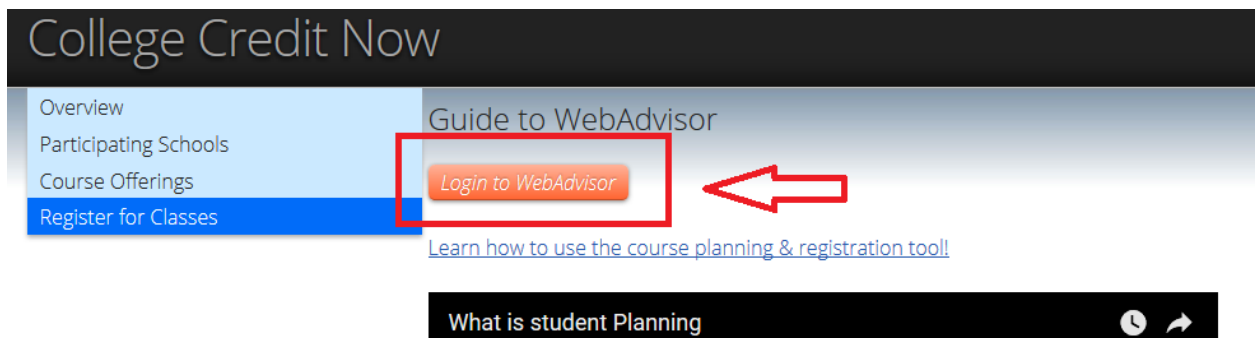 College Credit Now
Overview
Participating Schools
Course Offerings
Register for Classes
Guide to WebAdvisor
Login to WebAdvisor
Learn how to use the course planning & registration tool!
What is student Planning